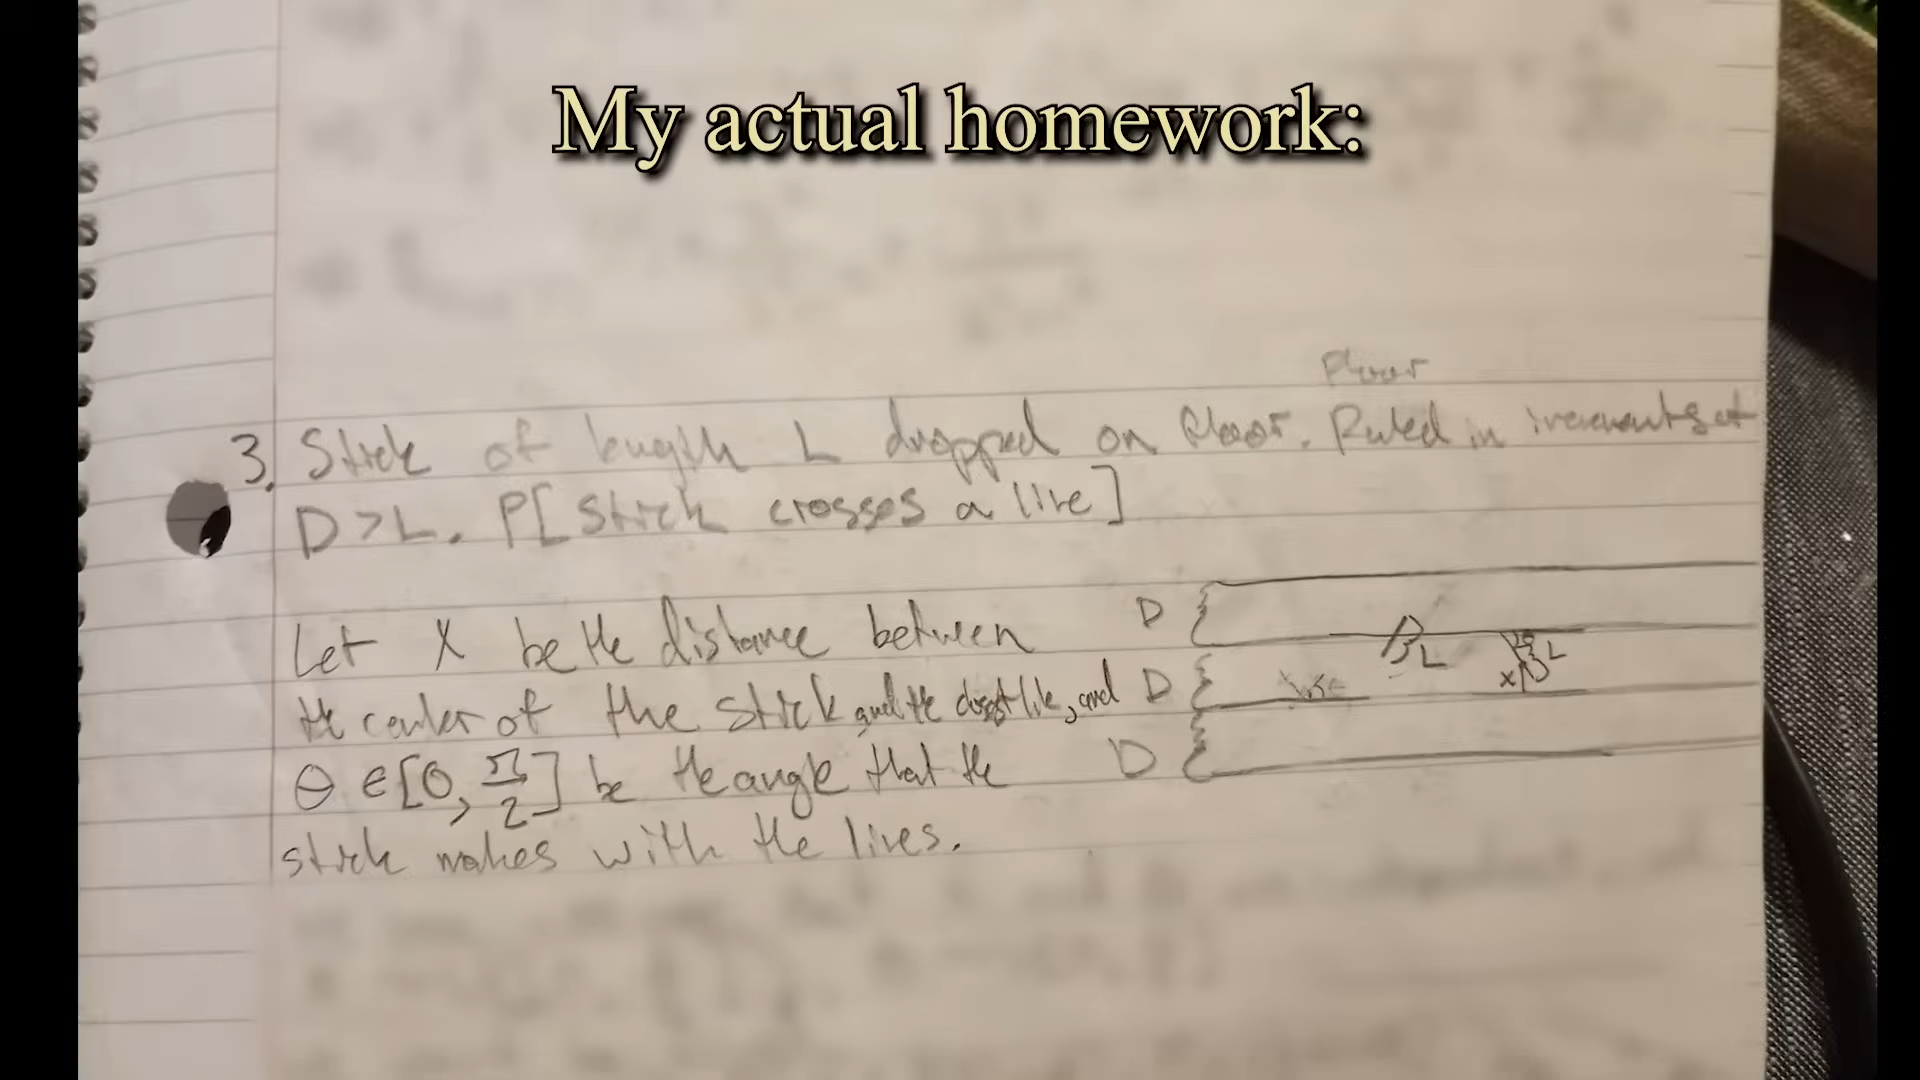 My actual homework:
Floor
3. Stick of length L dropped on floor. Ruled in increments of
D > L. P[Stick crosses a line]
Let X be the distance between
the center of the stick and the closest line, and
θ ∈ [0, π/2] be the angle that the
stick makes with the lines.
D
D
D
L
L
x